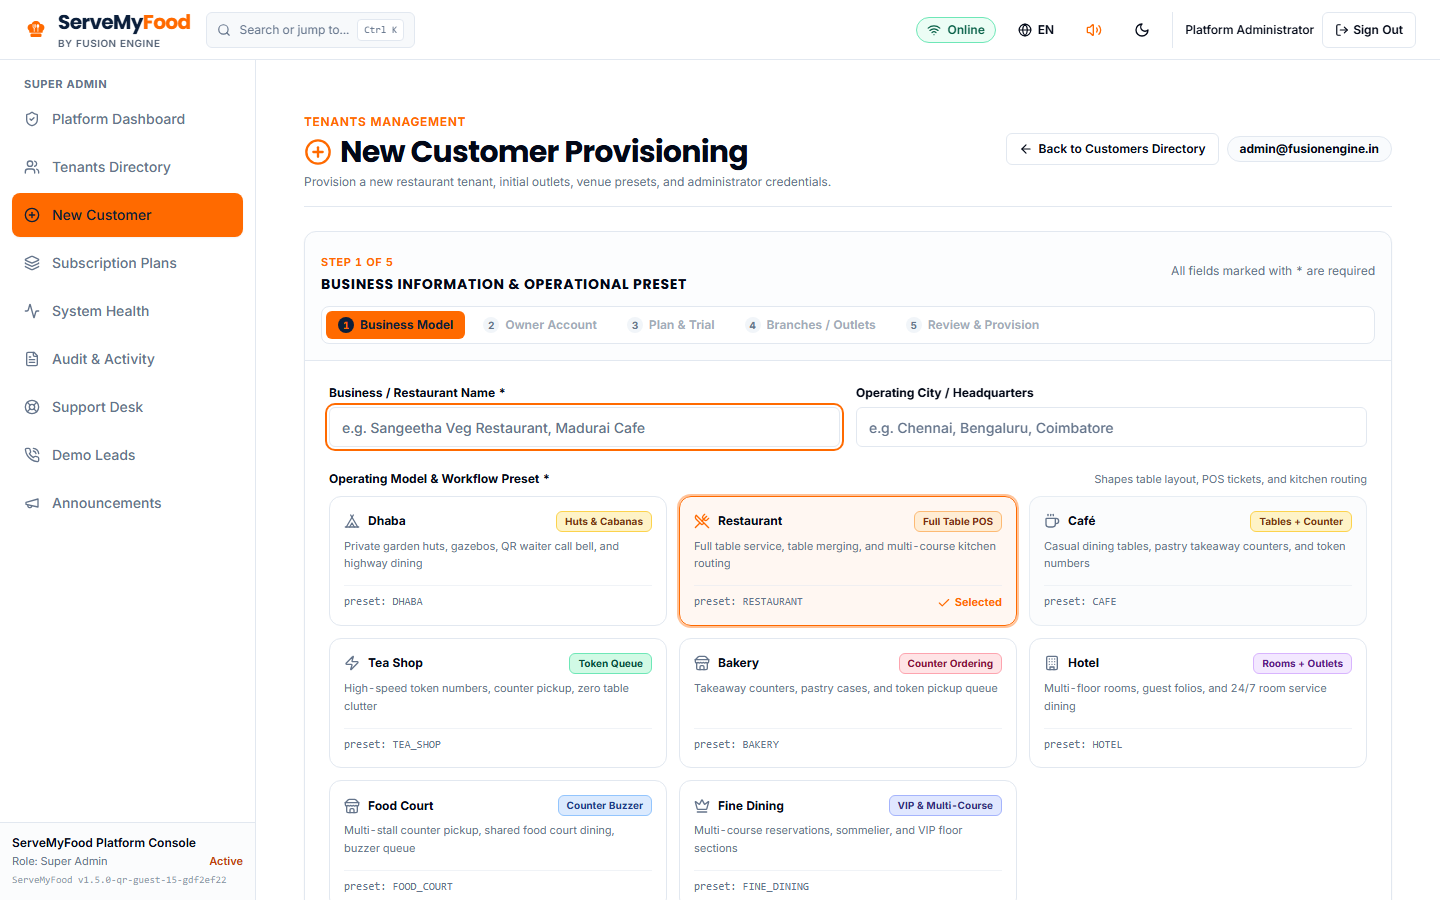 ServeMyFood
BY FUSION ENGINE
Search or jump to... Ctrl K
Online
EN
Platform Administrator
Sign Out
SUPER ADMIN
Platform Dashboard
Tenants Directory
New Customer
Subscription Plans
System Health
Audit & Activity
Support Desk
Demo Leads
Announcements
ServeMyFood Platform Console
Role: Super Admin Active
ServeMyFood v1.5.0-qr-guest-15-gdf2ef22
TENANTS MANAGEMENT
New Customer Provisioning
Provision a new restaurant tenant, initial outlets, venue presets, and administrator credentials.
Back to Customers Directory
admin@fusionengine.in
STEP 1 OF 5
BUSINESS INFORMATION & OPERATIONAL PRESET
All fields marked with * are required
1 Business Model
2 Owner Account
3 Plan & Trial
4 Branches / Outlets
5 Review & Provision
Business / Restaurant Name *
e.g. Sangeetha Veg Restaurant, Madurai Cafe
Operating City / Headquarters
e.g. Chennai, Bengaluru, Coimbatore
Operating Model & Workflow Preset *
Shapes table layout, POS tickets, and kitchen routing
Dhaba
Huts & Cabanas
Private garden huts, gazebos, QR waiter call bell, and
highway dining
preset: DHABA
Restaurant
Full Table POS
Full table service, table merging, and multi-course kitchen
routing
preset: RESTAURANT
Selected
Café
Tables + Counter
Casual dining tables, pastry takeaway counters, and token
numbers
preset: CAFE
Tea Shop
Token Queue
High-speed token numbers, counter pickup, zero table
clutter
preset: TEA_SHOP
Bakery
Counter Ordering
Takeaway counters, pastry cases, and token pickup queue
preset: BAKERY
Hotel
Rooms + Outlets
Multi-floor rooms, guest folios, and 24/7 room service
dining
preset: HOTEL
Food Court
Counter Buzzer
Multi-stall counter pickup, shared food court dining,
buzzer queue
preset: FOOD_COURT
Fine Dining
VIP & Multi-Course
Multi-course reservations, sommelier, and VIP floor
sections
preset: FINE_DINING